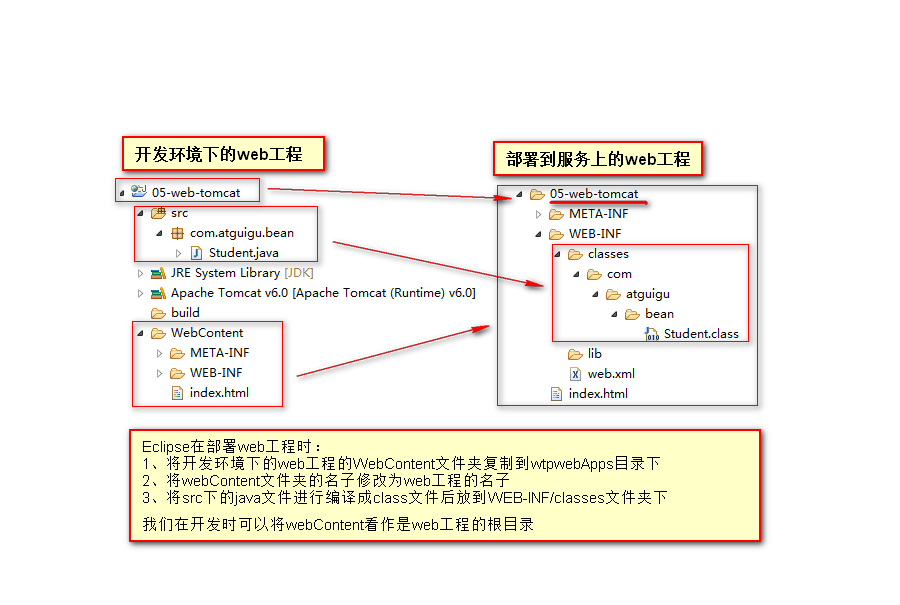 开发环境下的web工程
05-web-tomcat
src
com.atguigu.bean
Student.java
JRE System Library [JDK]
Apache Tomcat v6.0 [Apache Tomcat (Runtime) v6.0]
build
WebContent
META-INF
WEB-INF
index.html
部署到服务上的web工程
05-web-tomcat
META-INF
WEB-INF
classes
com
atguigu
bean
Student.class
lib
web.xml
index.html
Eclipse在部署web工程时：
1、将开发环境下的web工程的WebContent文件夹复制到wtpwebApps目录下
2、将webContent文件夹的名子修改为web工程的名子
3、将src下的java文件进行编译成class文件后放到WEB-INF/classes文件夹下
我们在开发时可以将webContent看作是web工程的根目录